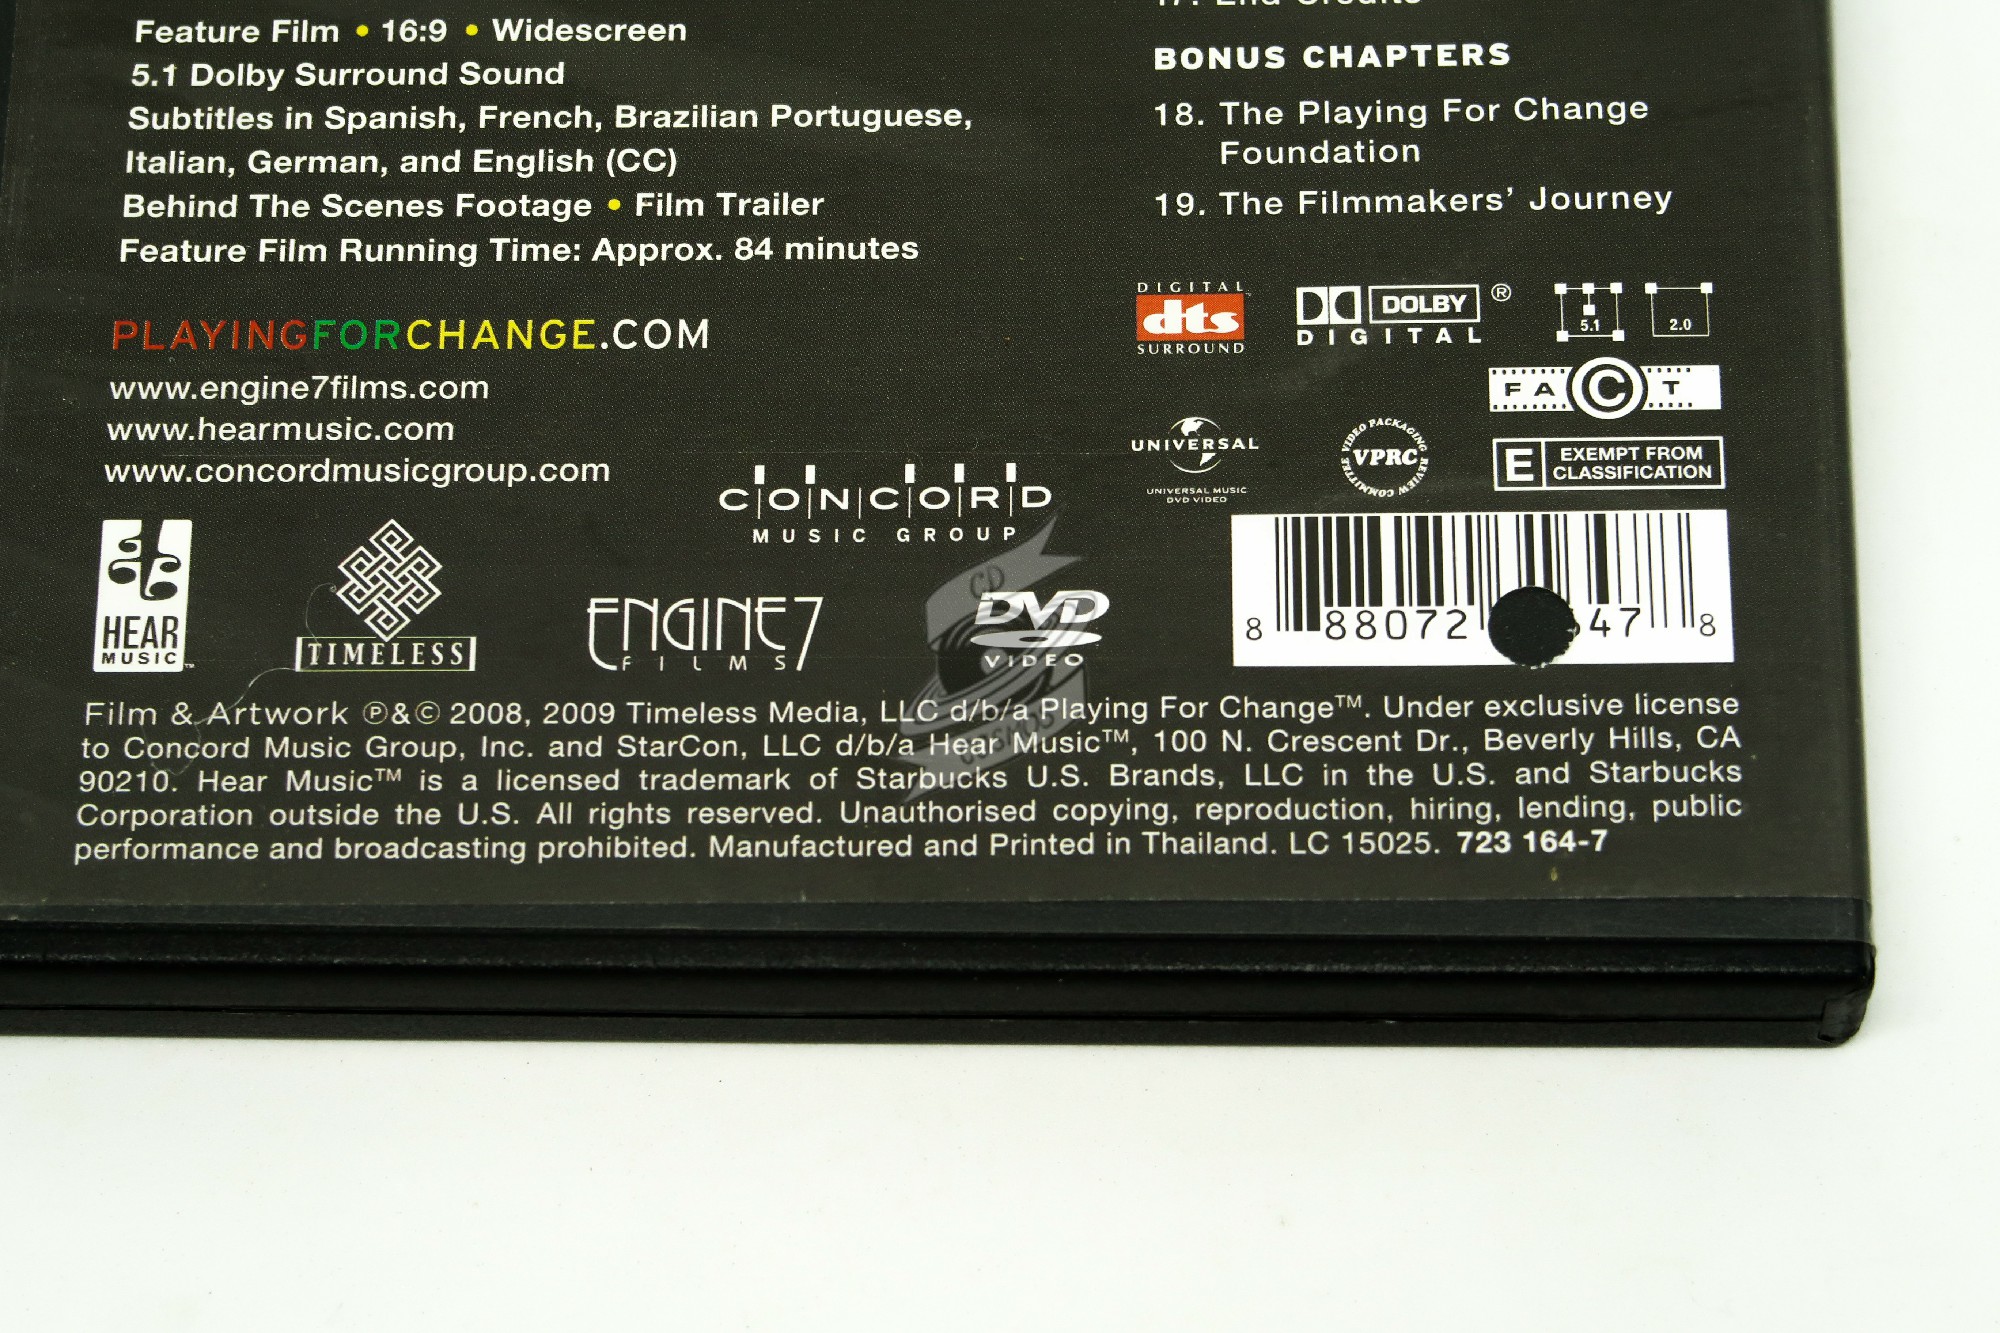 Feature Film • 16:9 • Widescreen
5.1 Dolby Surround Sound
Subtitles in Spanish, French, Brazilian Portuguese,
Italian, German, and English (CC)
Behind The Scenes Footage • Film Trailer
Feature Film Running Time: Approx. 84 minutes
PLAYINGFORCHANGE.COM
www.engine7films.com
www.hearmusic.com
www.concordmusicgroup.com
17. End Credits
BONUS CHAPTERS
18. The Playing For Change
Foundation
19. The Filmmakers' Journey
DIGITAL
dts
SURROUND
DOLBY ®
DIGITAL
5.1
2.0
FACT
UNIVERSAL
UNIVERSAL MUSIC
DVD VIDEO
VIDEO PACKAGING REVIEW COMMITTEE
VPRC
E EXEMPT FROM
CLASSIFICATION
CONCORD
MUSIC GROUP
HEAR
MUSIC™
TIMELESS
ENGINE7
FILMS
DVD
VIDEO
CD
8 88072 47 8
Film & Artwork ℗&© 2008, 2009 Timeless Media, LLC d/b/a Playing For Change™. Under exclusive license
to Concord Music Group, Inc. and StarCon, LLC d/b/a Hear Music™, 100 N. Crescent Dr., Beverly Hills, CA
90210. Hear Music™ is a licensed trademark of Starbucks U.S. Brands, LLC in the U.S. and Starbucks
Corporation outside the U.S. All rights reserved. Unauthorised copying, reproduction, hiring, lending, public
performance and broadcasting prohibited. Manufactured and Printed in Thailand. LC 15025. 723 164-7